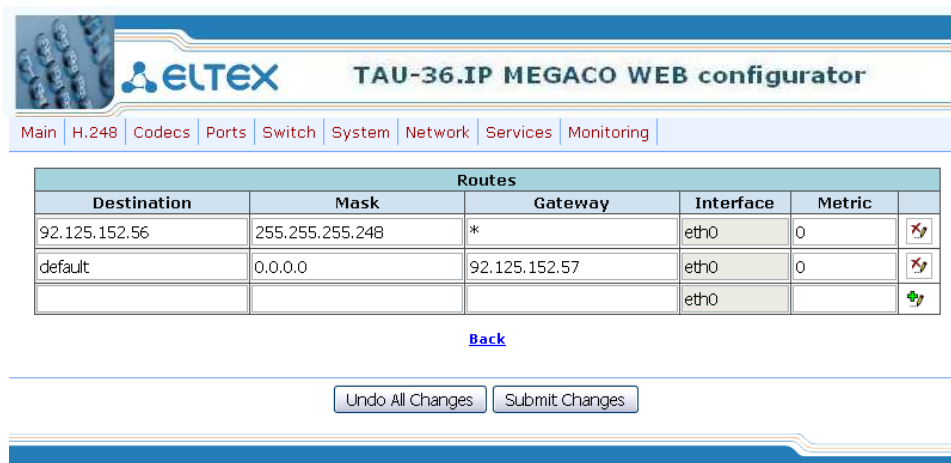 ELTEX TAU-36.IP MEGACO WEB configurator
Main H.248 Codecs Ports Switch System Network Services Monitoring
Routes
Destination Mask Gateway Interface Metric
92.125.152.56 255.255.255.248 * eth0 0
default 0.0.0.0 92.125.152.57 eth0 0
eth0
Back
Undo All Changes Submit Changes